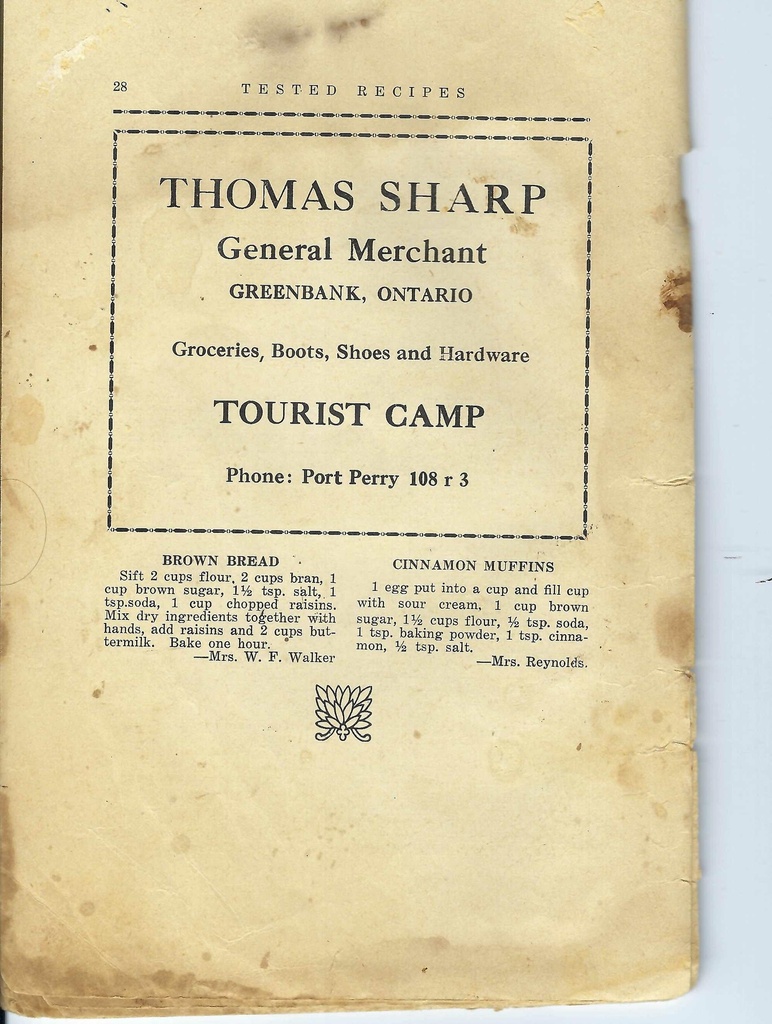 28 TESTED RECIPES
THOMAS SHARP
General Merchant
GREENBANK, ONTARIO
Groceries, Boots, Shoes and Hardware
TOURIST CAMP
Phone: Port Perry 108 r 3
BROWN BREAD
Sift 2 cups flour, 2 cups bran, 1
cup brown sugar, 1½ tsp. salt, 1
tsp.soda, 1 cup chopped raisins.
Mix dry ingredients together with
hands, add raisins and 2 cups but-
termilk. Bake one hour.
—Mrs. W. F. Walker
CINNAMON MUFFINS
1 egg put into a cup and fill cup
with sour cream, 1 cup brown
sugar, 1½ cups flour, ½ tsp. soda,
1 tsp. baking powder, 1 tsp. cinna-
mon, ½ tsp. salt.
—Mrs. Reynolds.